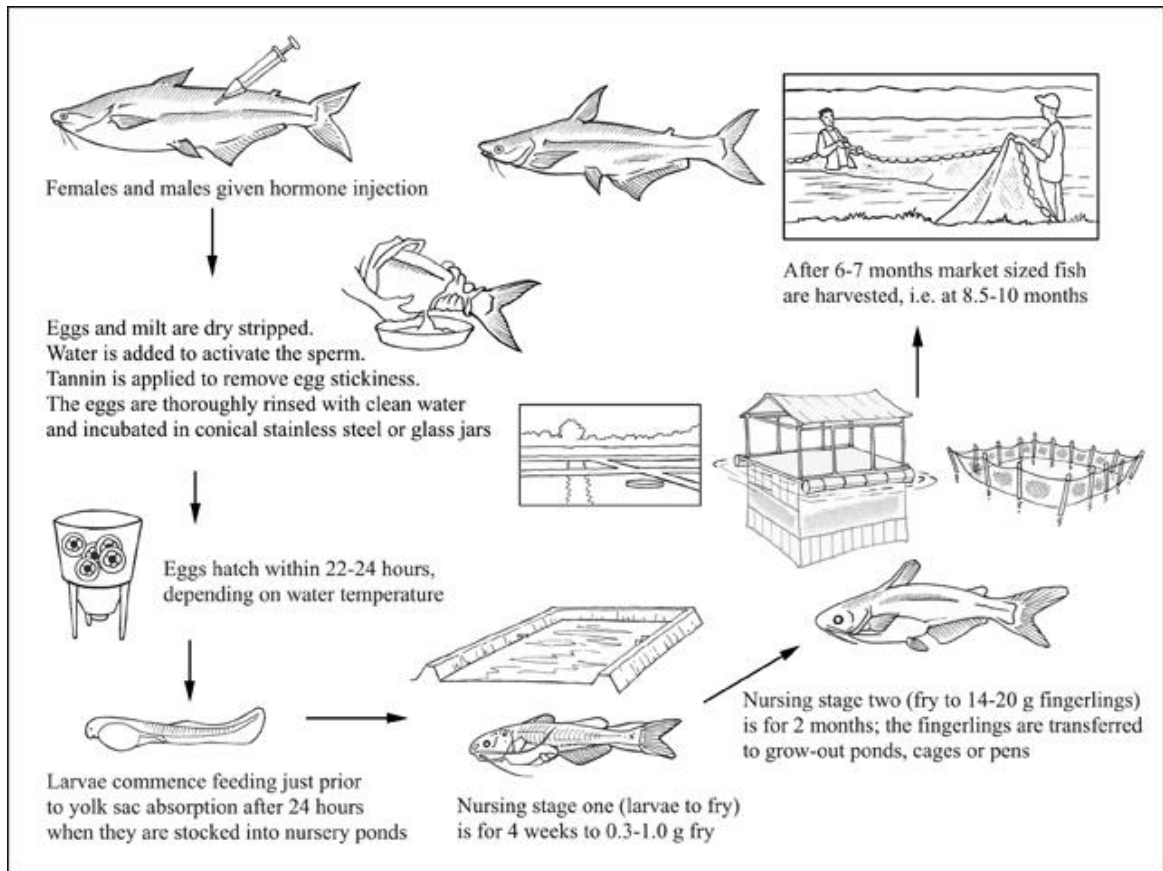 Females and males given hormone injection
Eggs and milt are dry stripped.
Water is added to activate the sperm.
Tannin is applied to remove egg stickiness.
The eggs are thoroughly rinsed with clean water
and incubated in conical stainless steel or glass jars
Eggs hatch within 22-24 hours,
depending on water temperature
Larvae commence feeding just prior
to yolk sac absorption after 24 hours
when they are stocked into nursery ponds
Nursing stage one (larvae to fry)
is for 4 weeks to 0.3-1.0 g fry
Nursing stage two (fry to 14-20 g fingerlings)
is for 2 months; the fingerlings are transferred
to grow-out ponds, cages or pens
After 6-7 months market sized fish
are harvested, i.e. at 8.5-10 months